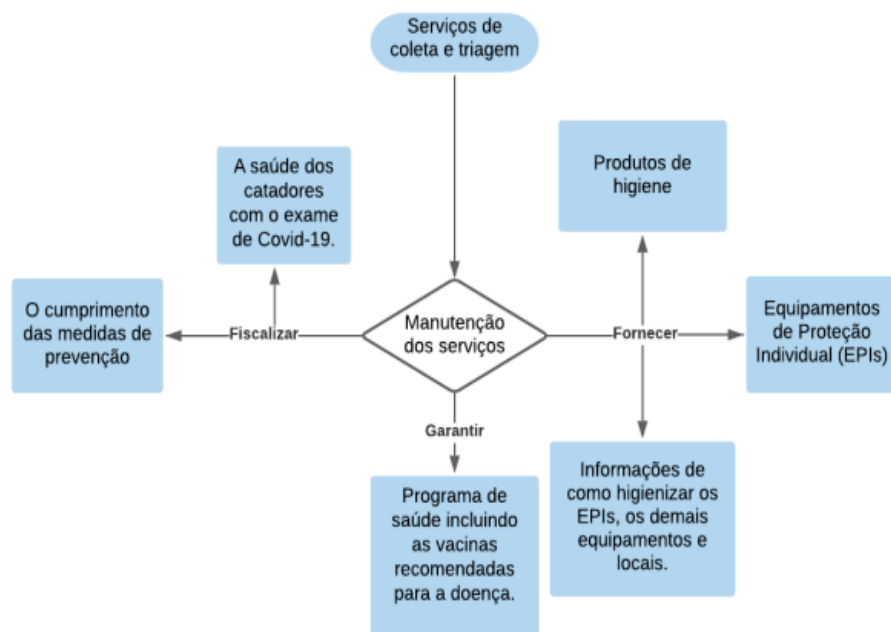 Serviços de
coleta e triagem
A saúde dos
catadores
com o exame
de Covid-19.
Produtos de
higiene
O cumprimento
das medidas de
prevenção
Fiscalizar
Manutenção
dos serviços
Fornecer
Equipamentos
de Proteção
Individual (EPIs)
Garantir
Programa de
saúde incluindo
as vacinas
recomendadas
para a doença.
Informações de
como higienizar os
EPIs, os demais
equipamentos e
locais.